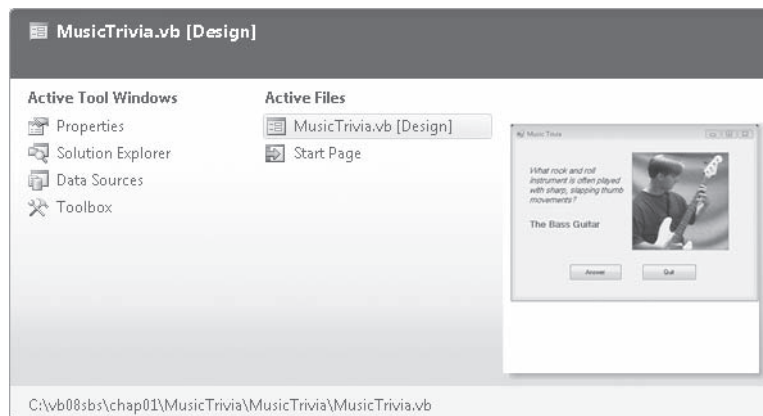 MusicTrivia.vb [Design]
Active Tool Windows
Properties
Solution Explorer
Data Sources
Toolbox
Active Files
MusicTrivia.vb [Design]
Start Page
Music Trivia
What rock and roll
instrument is often played
with sharp, slapping thumb
movements?
The Bass Guitar
Answer
Quit
C:\vb08sbs\chap01\MusicTrivia\MusicTrivia\MusicTrivia.vb